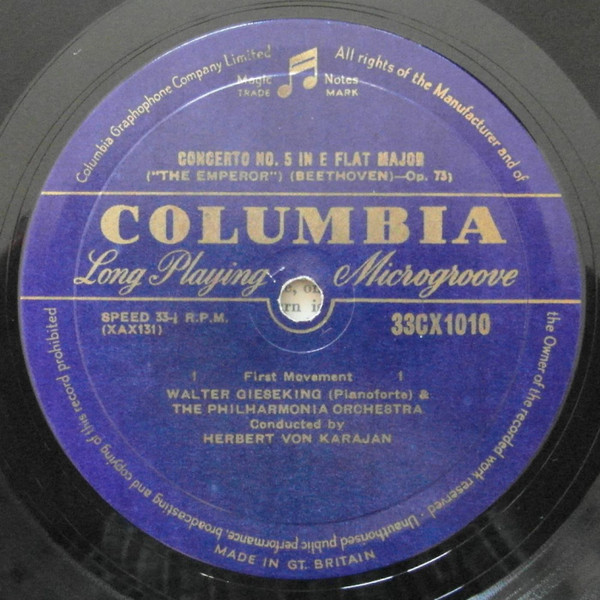 Columbia Graphophone Company Limited
All rights of the Manufacturer and of
the Owner of the recorded work reserved - Unauthorised public performance, broadcasting and copying of this record prohibited
Magic Notes
TRADE MARK
CONCERTO NO. 5 IN E FLAT MAJOR
("THE EMPEROR") (BEETHOVEN)—Op. 73)
COLUMBIA
Long Playing Microgroove
SPEED 33⅓ R.P.M.
(XAX131)
33CX1010
1 First Movement 1
WALTER GIESEKING (Pianoforte) &
THE PHILHARMONIA ORCHESTRA
Conducted by
HERBERT VON KARAJAN
MADE IN GT. BRITAIN